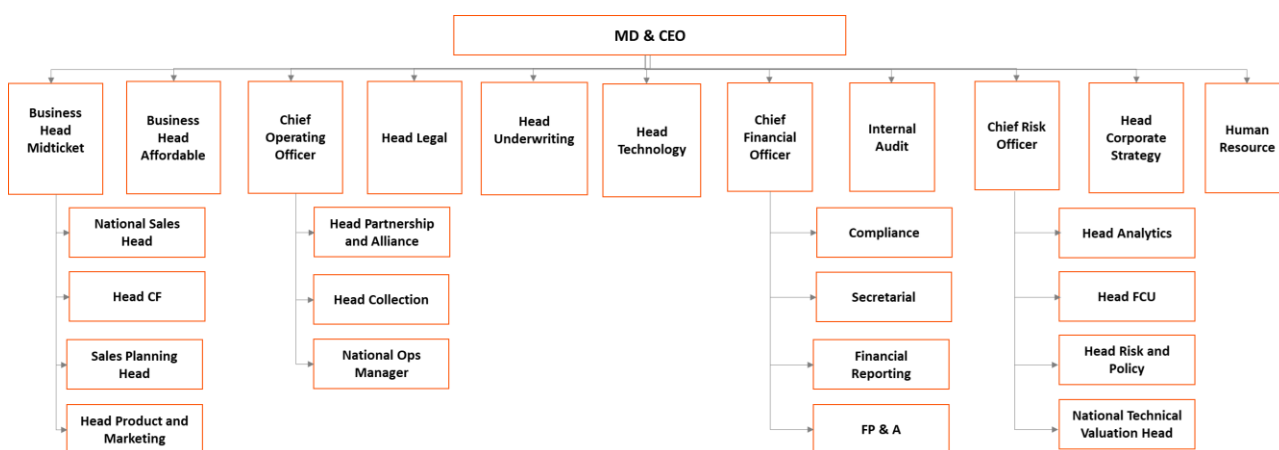 MD & CEO
Business
Head
Midticket
Business
Head
Affordable
Chief
Operating
Officer
Head Legal
Head
Underwriting
Head
Technology
Chief
Financial
Officer
Internal
Audit
Chief Risk
Officer
Head
Corporate
Strategy
Human
Resource
National Sales
Head
Head CF
Sales Planning
Head
Head Product and
Marketing
Head Partnership
and Alliance
Head Collection
National Ops
Manager
Compliance
Secretarial
Financial
Reporting
FP & A
Head Analytics
Head FCU
Head Risk and
Policy
National Technical
Valuation Head